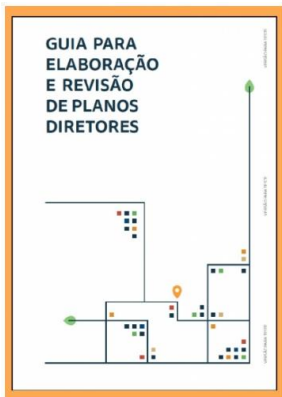 GUIA PARA
ELABORAÇÃO
E REVISÃO
DE PLANOS
DIRETORES